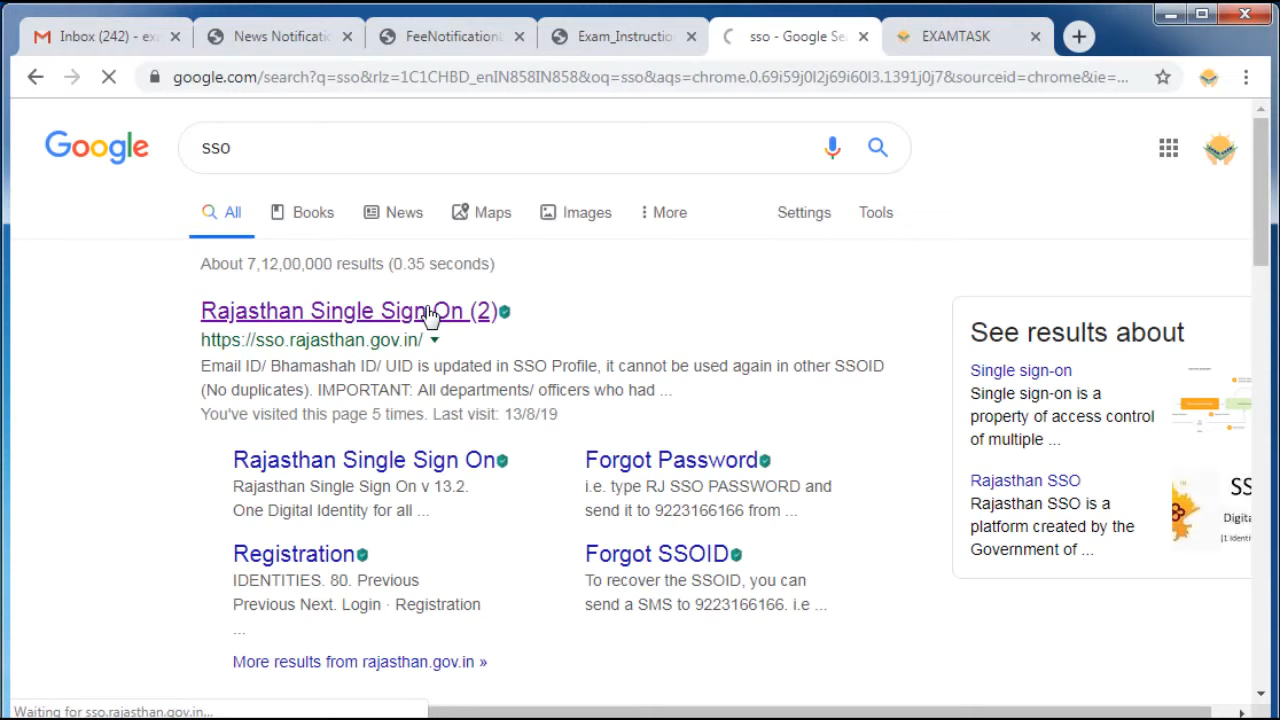 Inbox (242) - ex
News Notificati
FeeNotification
Exam_Instructio
sso - Google Se
EXAMTASK
google.com/search?q=sso&rlz=1C1CHBD_enIN858IN858&oq=sso&aqs=chrome.0.69i59j0l2j69i60l3.1391j0j7&sourceid=chrome&ie=...
Google
sso
All
Books
News
Maps
Images
More
Settings
Tools
About 7,12,00,000 results (0.35 seconds)
Rajasthan Single Sign On (2)
https://sso.rajasthan.gov.in/
Email ID/ Bhamashah ID/ UID is updated in SSO Profile, it cannot be used again in other SSOID
(No duplicates). IMPORTANT: All departments/ officers who had ...
You've visited this page 5 times. Last visit: 13/8/19
Rajasthan Single Sign On
Rajasthan Single Sign On v 13.2.
One Digital Identity for all ...
Forgot Password
i.e. type RJ SSO PASSWORD and
send it to 9223166166 from ...
Registration
IDENTITIES. 80. Previous
Previous Next. Login · Registration
...
Forgot SSOID
To recover the SSOID, you can
send a SMS to 9223166166. i.e ...
More results from rajasthan.gov.in »
See results about
Single sign-on
Single sign-on is a
property of access control
of multiple ...
Rajasthan SSO
Rajasthan SSO is a
platform created by the
Government of ...
SS
Digita
Waiting for sso.rajasthan.gov.in...